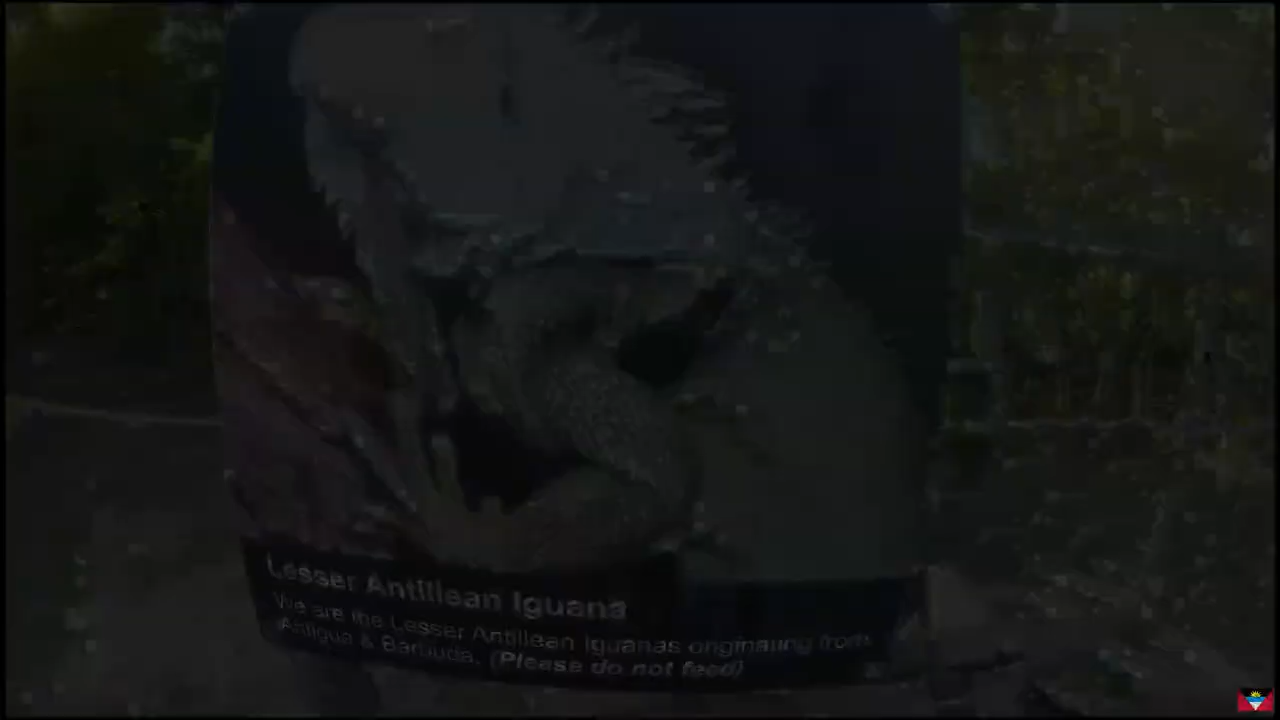 Lesser Antillean Iguana
We are the Lesser Antillean Iguanas originating from
Antigua & Barbuda. (Please do not feed)